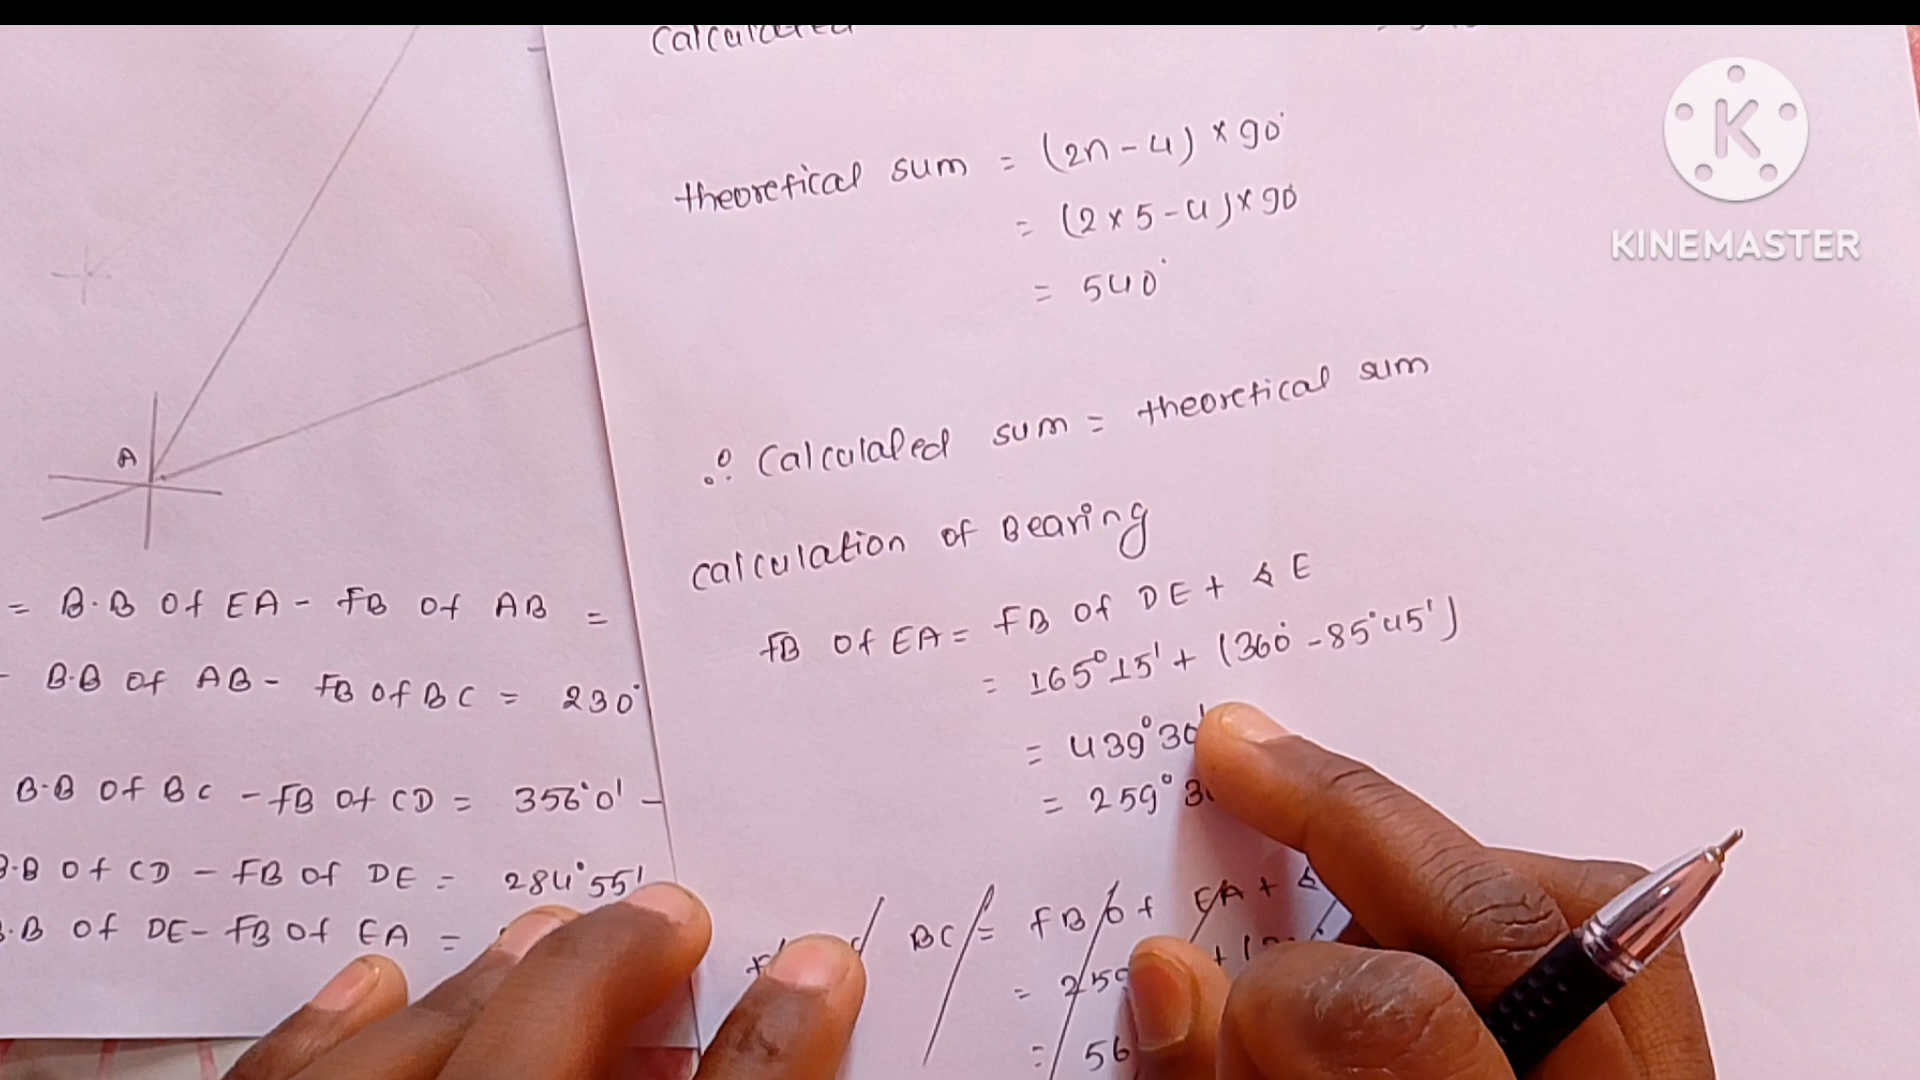 A
= B.B Of EA - FB Of AB =
B.B Of AB - FB Of BC = 230°
B.B Of BC - FB Of CD = 356°0' -
B.B Of CD - FB Of DE = 284°55'
B.B Of DE - FB Of EA =
Calculated
theoretical sum = (2n-4) × 90°
= (2×5-4)×90
= 540°
∴ Calculated sum = theoretical sum
Calculation of Bearing
FB Of EA = FB Of DE + ∡ E
= 165°15' + (360° - 85°45')
= 439°30'
= 259°
BC = FB Of EA + ∡
=
= 56
K
KINEMASTER